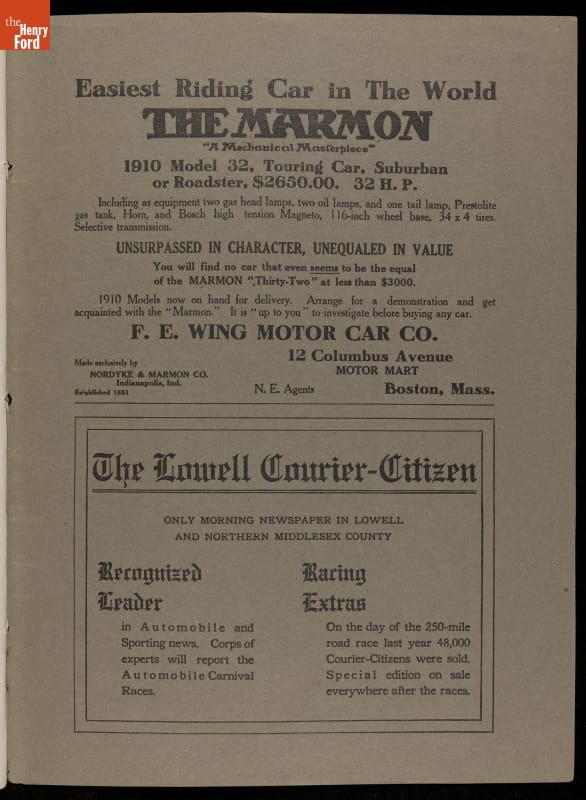 the
Henry
Ford
Easiest Riding Car in The World
THE MARMON
"A Mechanical Masterpiece"
1910 Model 32, Touring Car, Suburban
or Roadster, $2650.00. 32 H. P.
Including as equipment two gas head lamps, two oil lamps, and one tail lamp, Prestolite
gas tank, Horn, and Bosch high tension Magneto, 116-inch wheel base, 34 x 4 tires.
Selective transmission.
UNSURPASSED IN CHARACTER, UNEQUALED IN VALUE
You will find no car that even seems to be the equal
of the MARMON "Thirty-Two" at less than $3000.
1910 Models now on hand for delivery. Arrange for a demonstration and get
acquainted with the "Marmon." It is "up to you" to investigate before buying any car.
F. E. WING MOTOR CAR CO.
12 Columbus Avenue
MOTOR MART
Made exclusively by
NORDYKE & MARMON CO.
Indianapolis, Ind.
Established 1851
N. E. Agents
Boston, Mass.
The Lowell Courier-Citizen
ONLY MORNING NEWSPAPER IN LOWELL
AND NORTHERN MIDDLESEX COUNTY
Recognized
Leader
in Automobile and
Sporting news. Corps of
experts will report the
Automobile Carnival
Races.
Racing
Extras
On the day of the 250-mile
road race last year 48,000
Courier-Citizens were sold.
Special edition on sale
everywhere after the races.